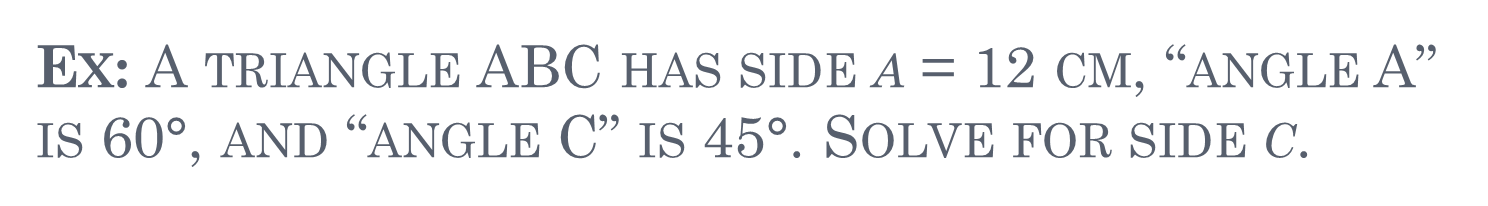 Ex: A triangle ABC has side a = 12 cm, “angle A”
is 60°, and “angle C” is 45°. Solve for side c.